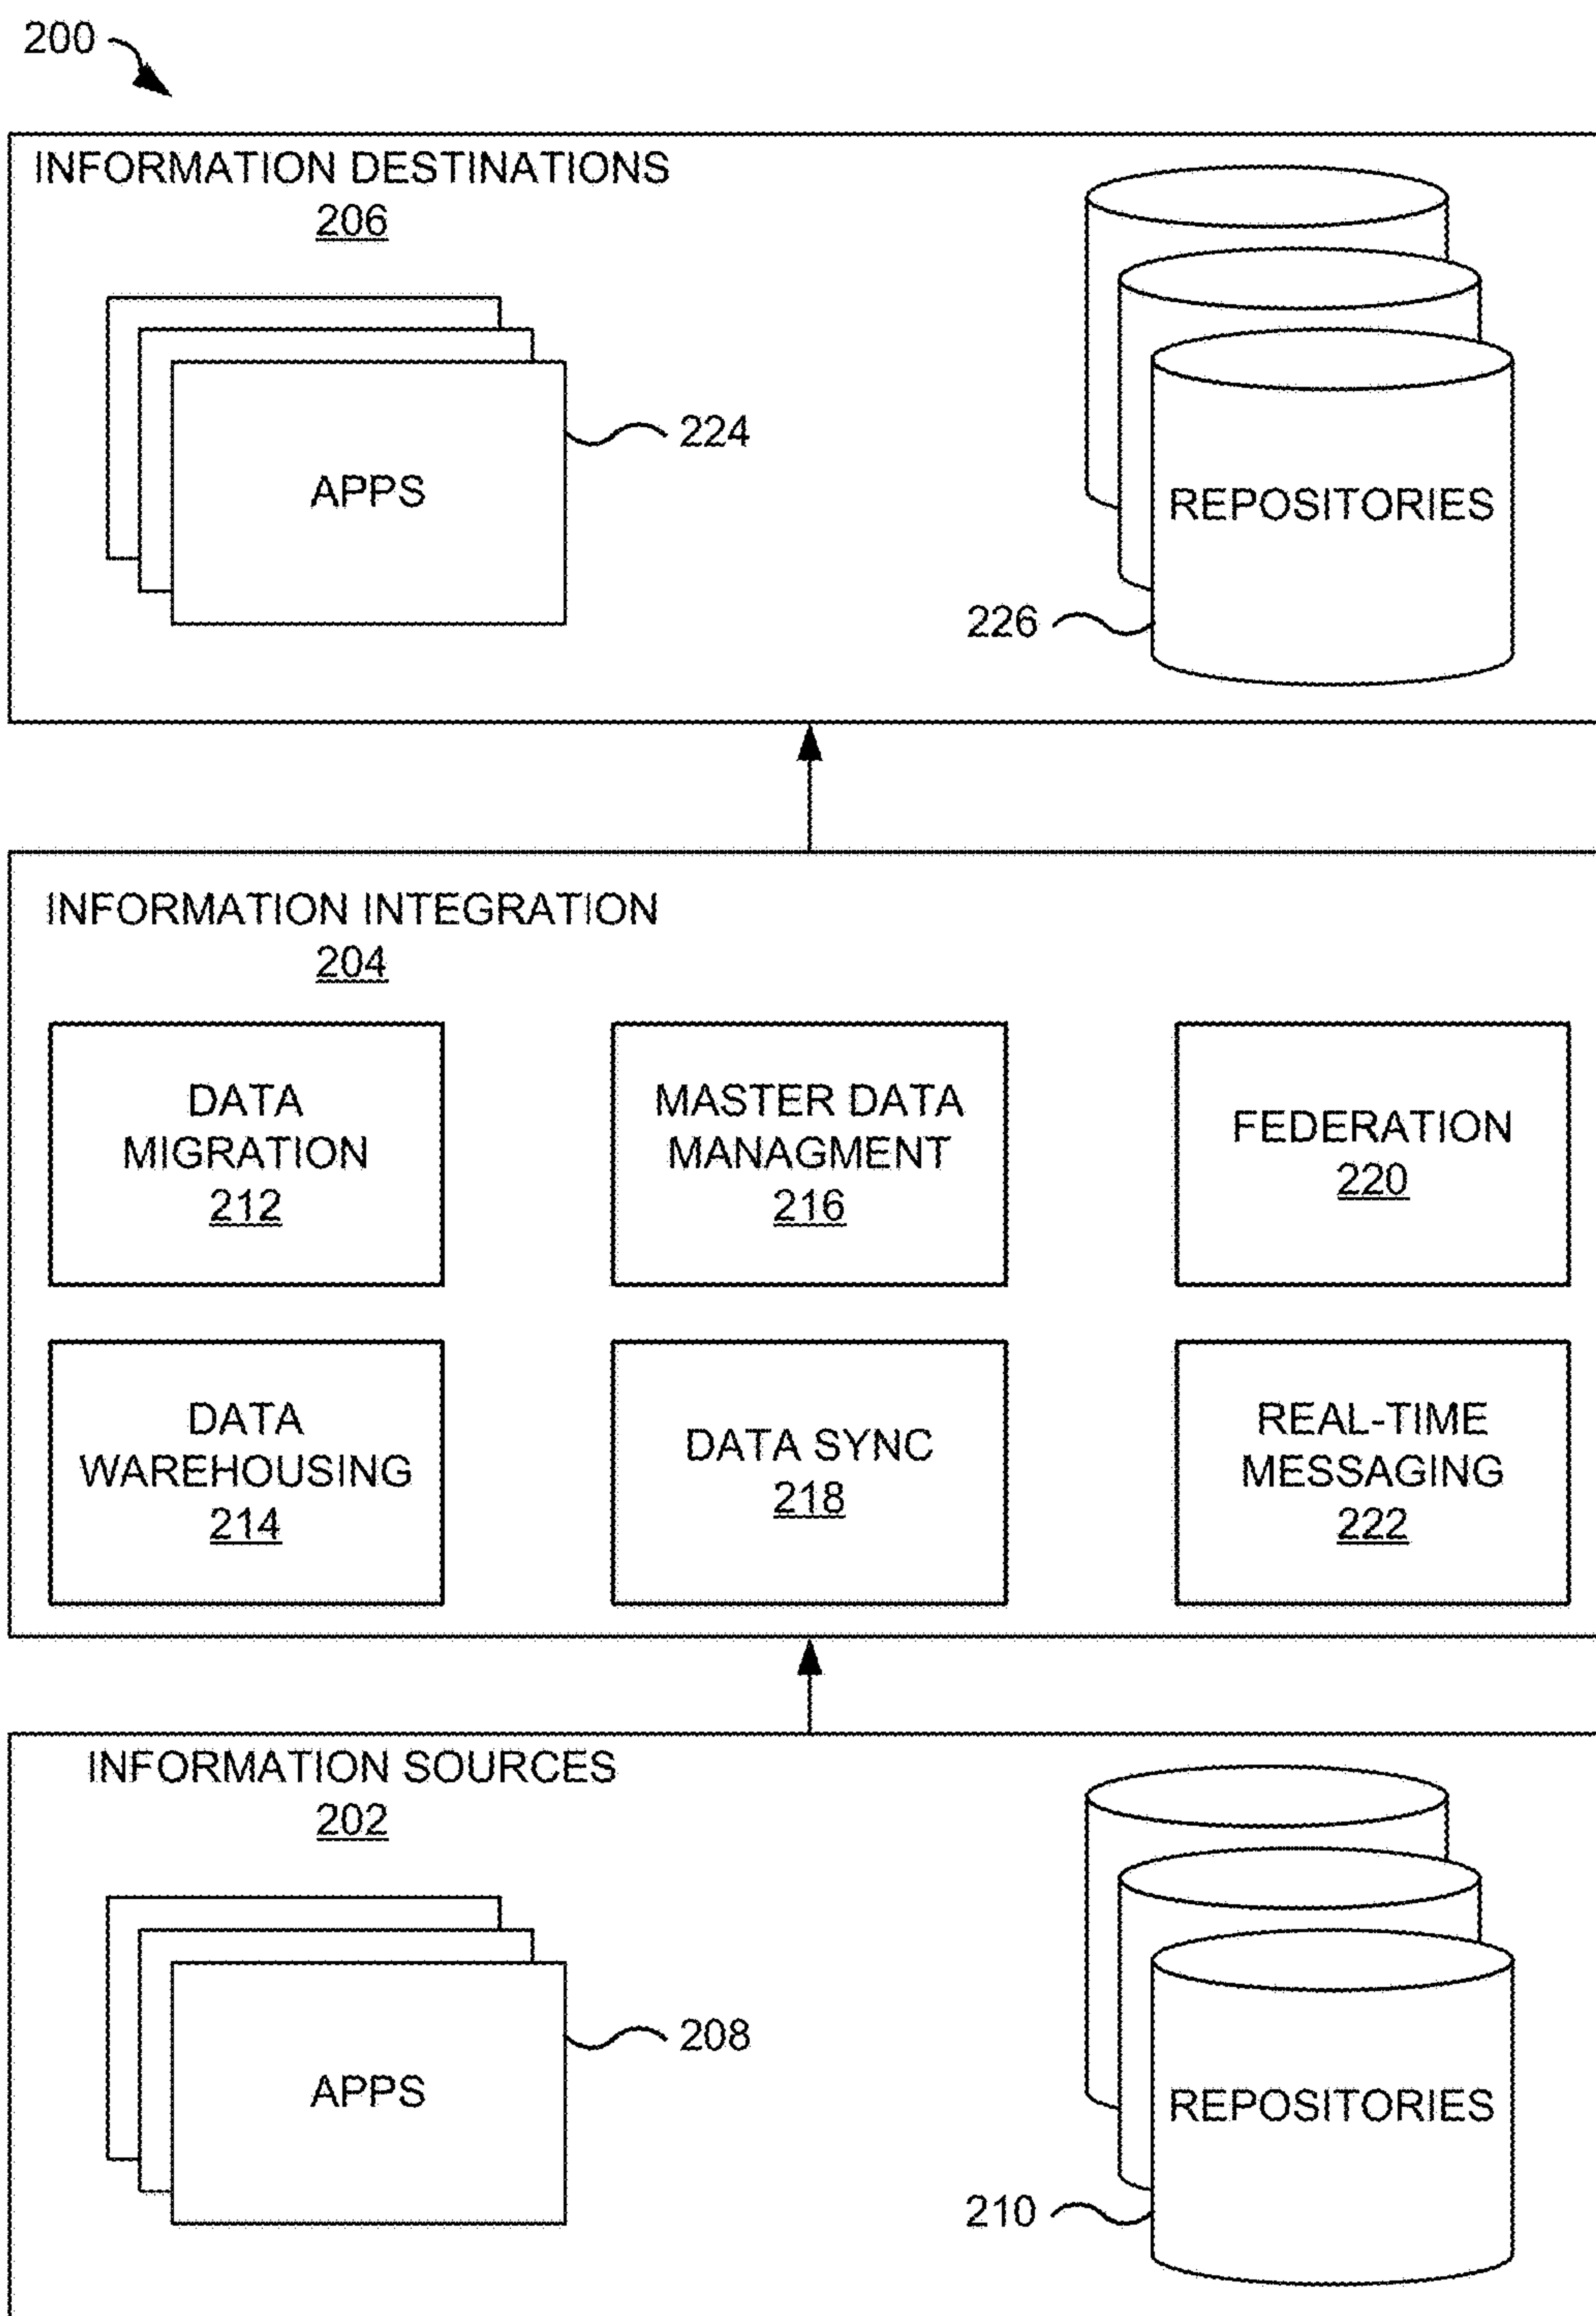 200
INFORMATION DESTINATIONS
206
APPS
224
REPOSITORIES
226
INFORMATION INTEGRATION
204
DATA
MIGRATION
212
MASTER DATA
MANAGMENT
216
FEDERATION
220
DATA
WAREHOUSING
214
DATA SYNC
218
REAL-TIME
MESSAGING
222
INFORMATION SOURCES
202
APPS
208
REPOSITORIES
210